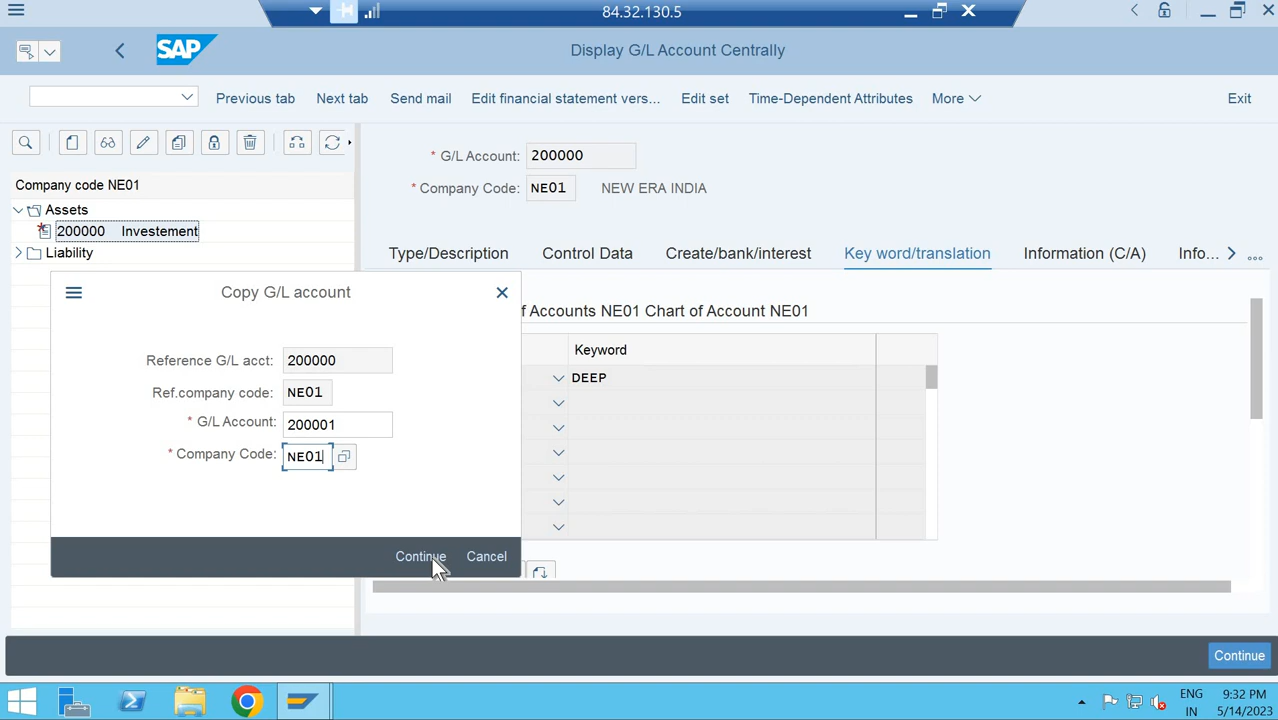 84.32.130.5
SAP
Display G/L Account Centrally
Previous tab
Next tab
Send mail
Edit financial statement vers...
Edit set
Time-Dependent Attributes
More
Exit
* G/L Account: 200000
* Company Code: NE01 NEW ERA INDIA
Company code NE01
Assets
200000 Investement
Liability
Type/Description
Control Data
Create/bank/interest
Key word/translation
Information (C/A)
Info...
...
f Accounts NE01 Chart of Account NE01
Keyword
DEEP
Copy G/L account
Reference G/L acct: 200000
Ref.company code: NE01
* G/L Account: 200001
* Company Code: NE01
Continue
Cancel
Continue
ENG
IN
9:32 PM
5/14/2023